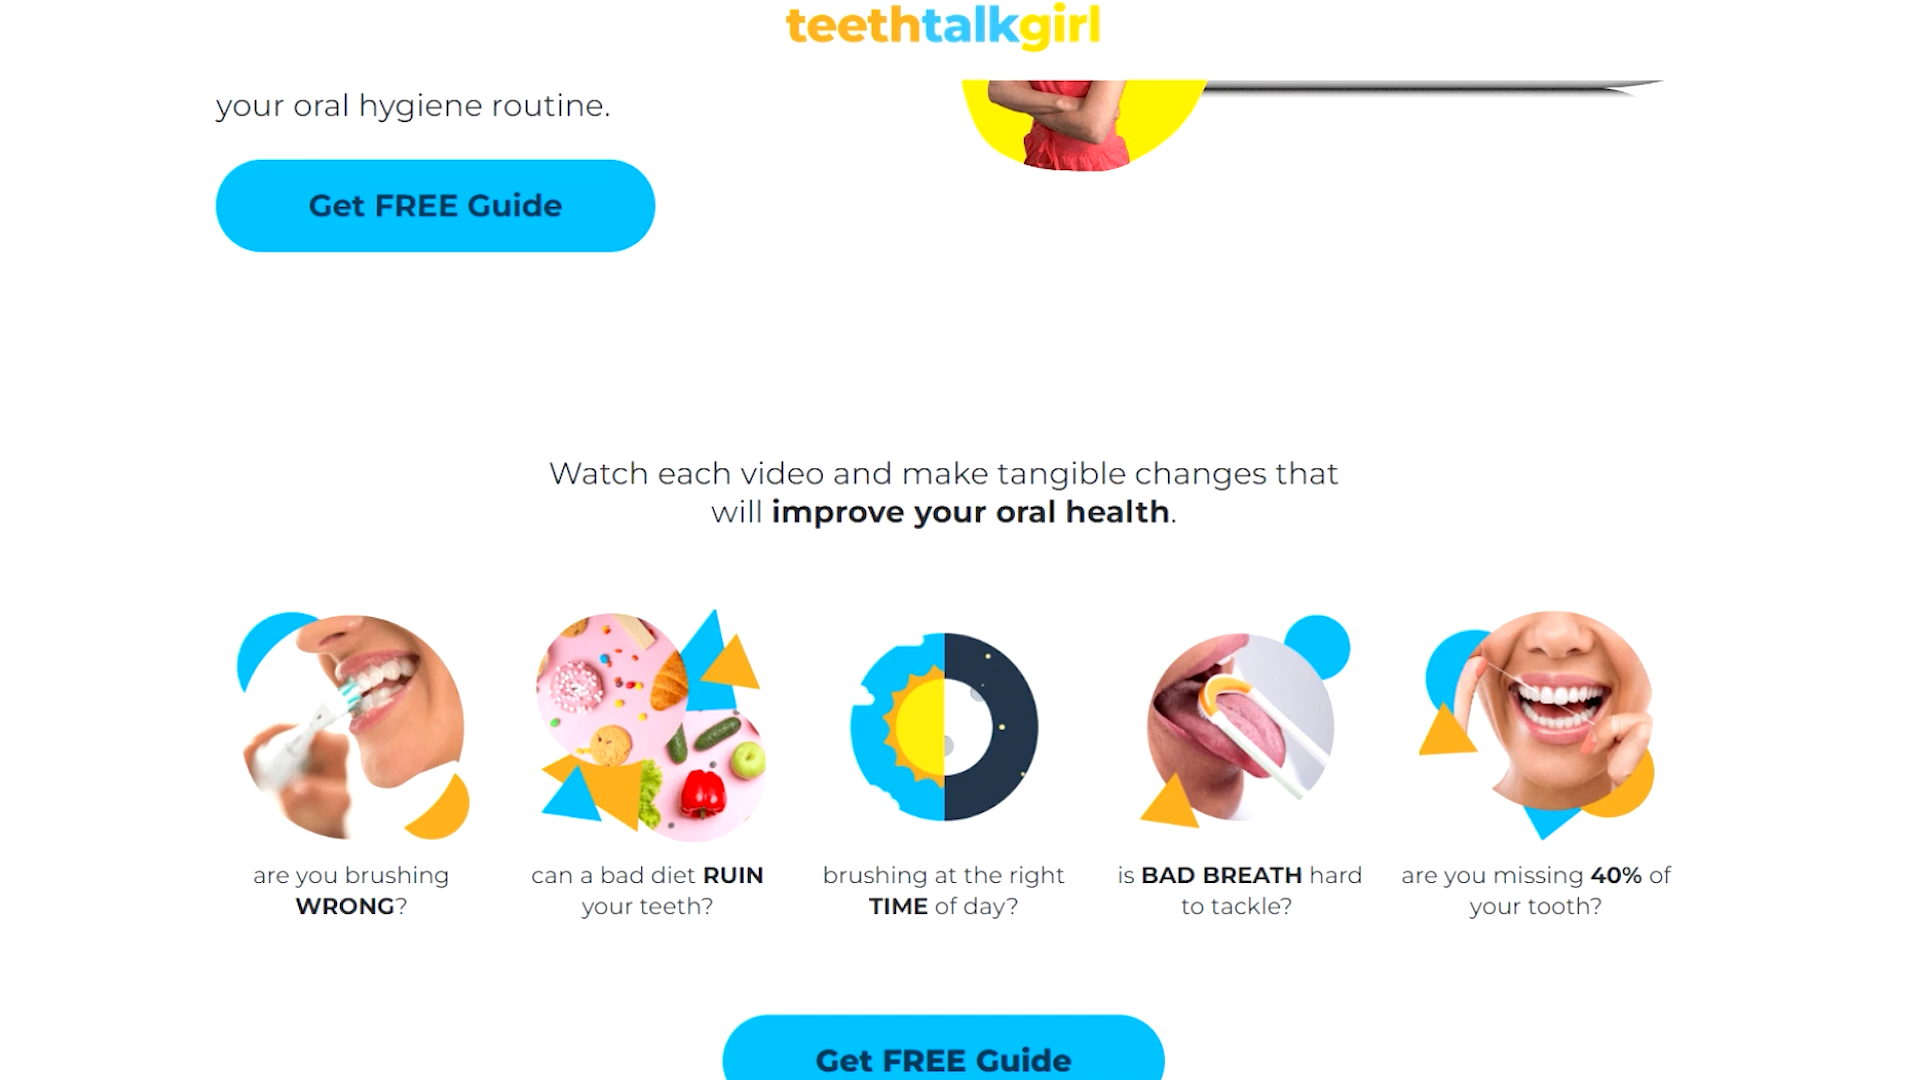 teethtalkgirl
your oral hygiene routine.
Get FREE Guide
Watch each video and make tangible changes that
will improve your oral health.
are you brushing
WRONG?
can a bad diet RUIN
your teeth?
brushing at the right
TIME of day?
is BAD BREATH hard
to tackle?
are you missing 40% of
your tooth?
Get FREE Guide